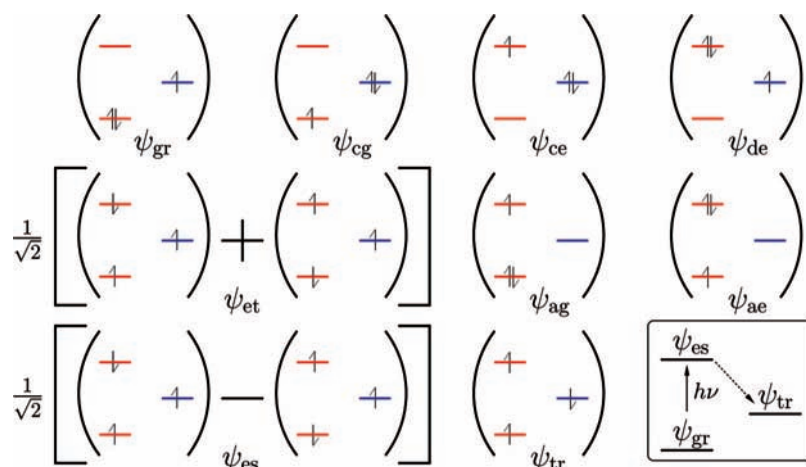 ψgr ψcg ψce ψde
1/√2 + ψet ψag ψae
1/√2 − ψes ψtr
ψes
hν ψtr
ψgr